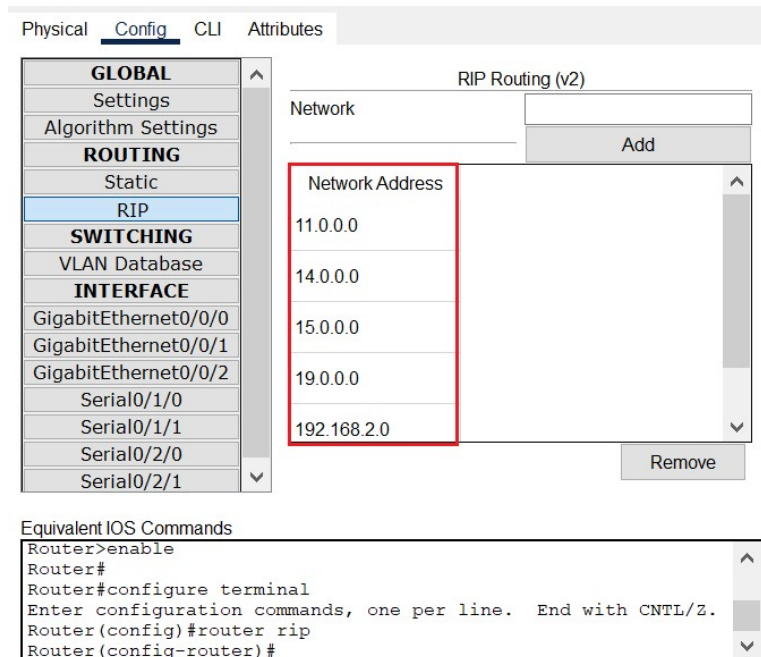 Physical Config CLI Attributes
GLOBAL
Settings
Algorithm Settings
ROUTING
Static
RIP
SWITCHING
VLAN Database
INTERFACE
GigabitEthernet0/0/0
GigabitEthernet0/0/1
GigabitEthernet0/0/2
Serial0/1/0
Serial0/1/1
Serial0/2/0
Serial0/2/1
RIP Routing (v2)
Network
Add
Network Address
11.0.0.0
14.0.0.0
15.0.0.0
19.0.0.0
192.168.2.0
Remove
Equivalent IOS Commands
Router>enable
Router#
Router#configure terminal
Enter configuration commands, one per line. End with CNTL/Z.
Router(config)#router rip
Router(config-router)#